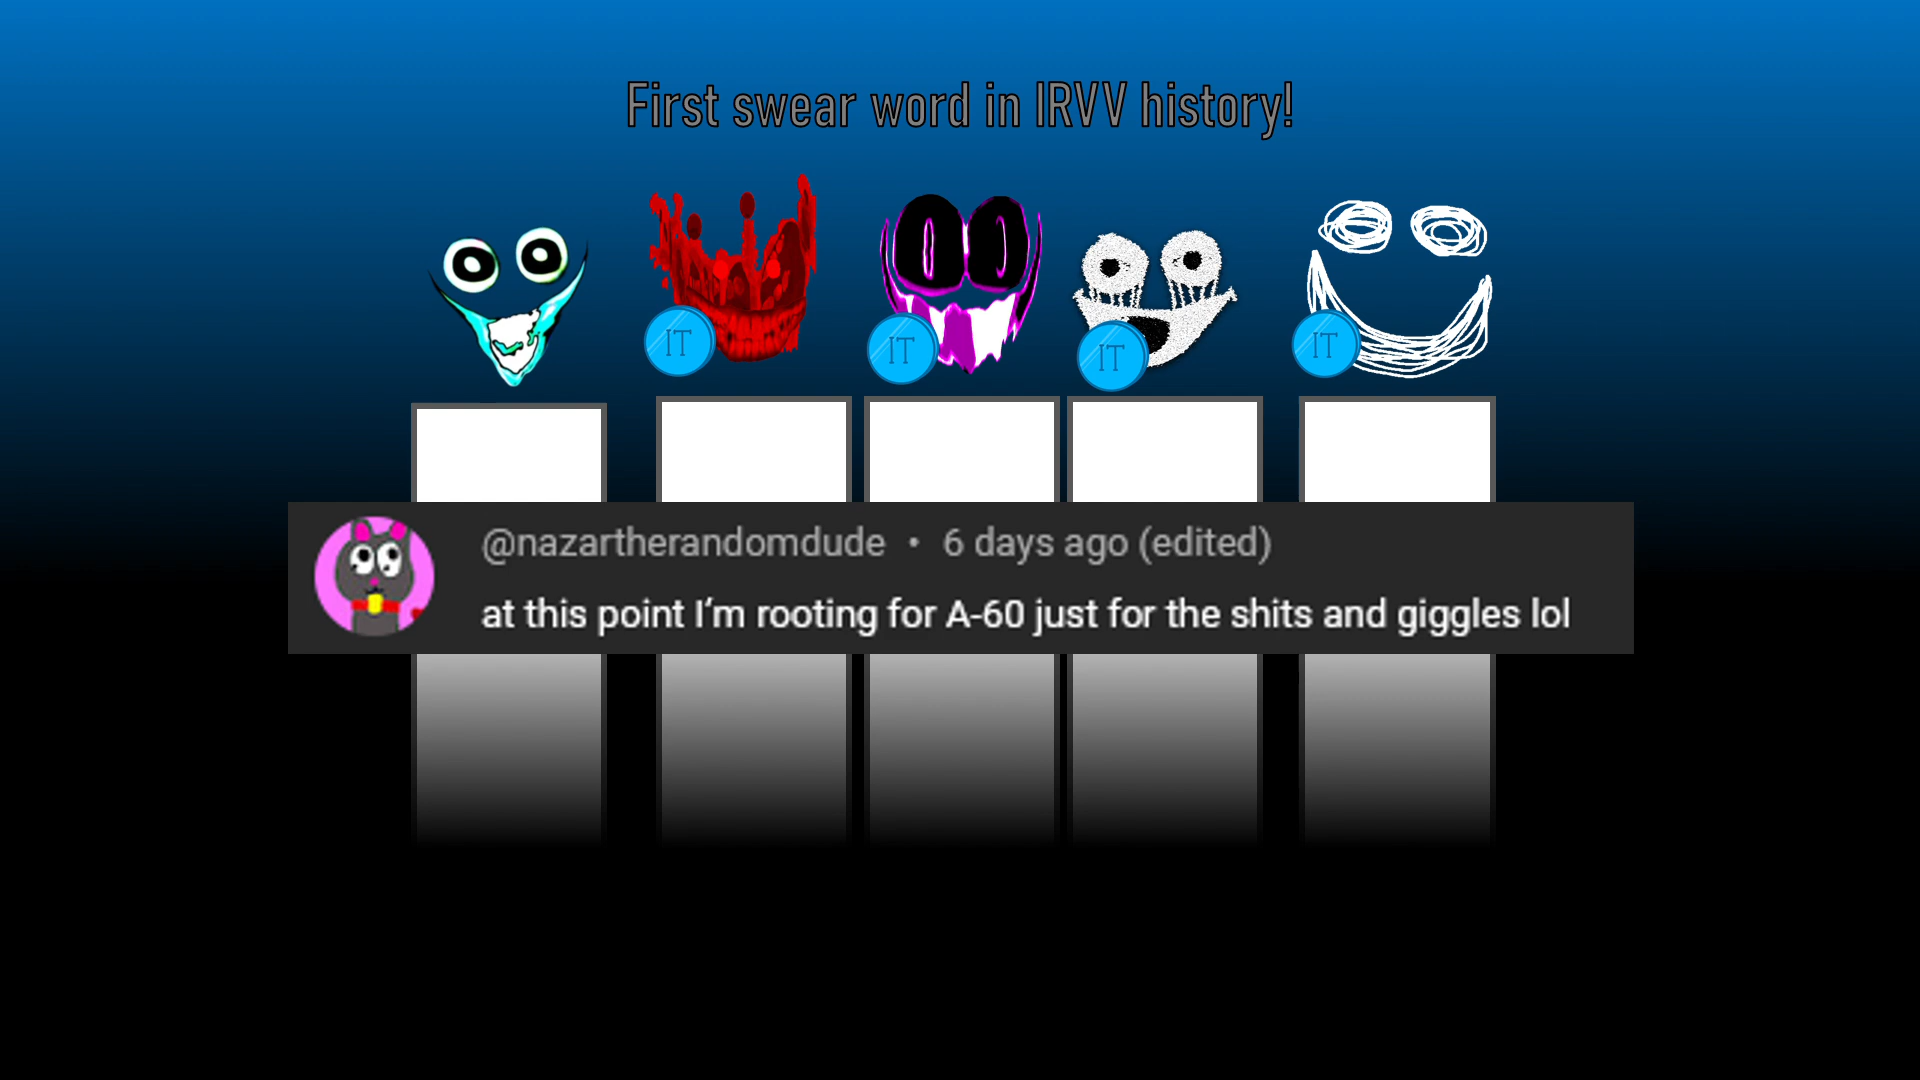 First swear word in IRVV history!
IT
IT
IT
IT
@nazartherandomdude • 6 days ago (edited)
at this point I’m rooting for A-60 just for the shits and giggles lol